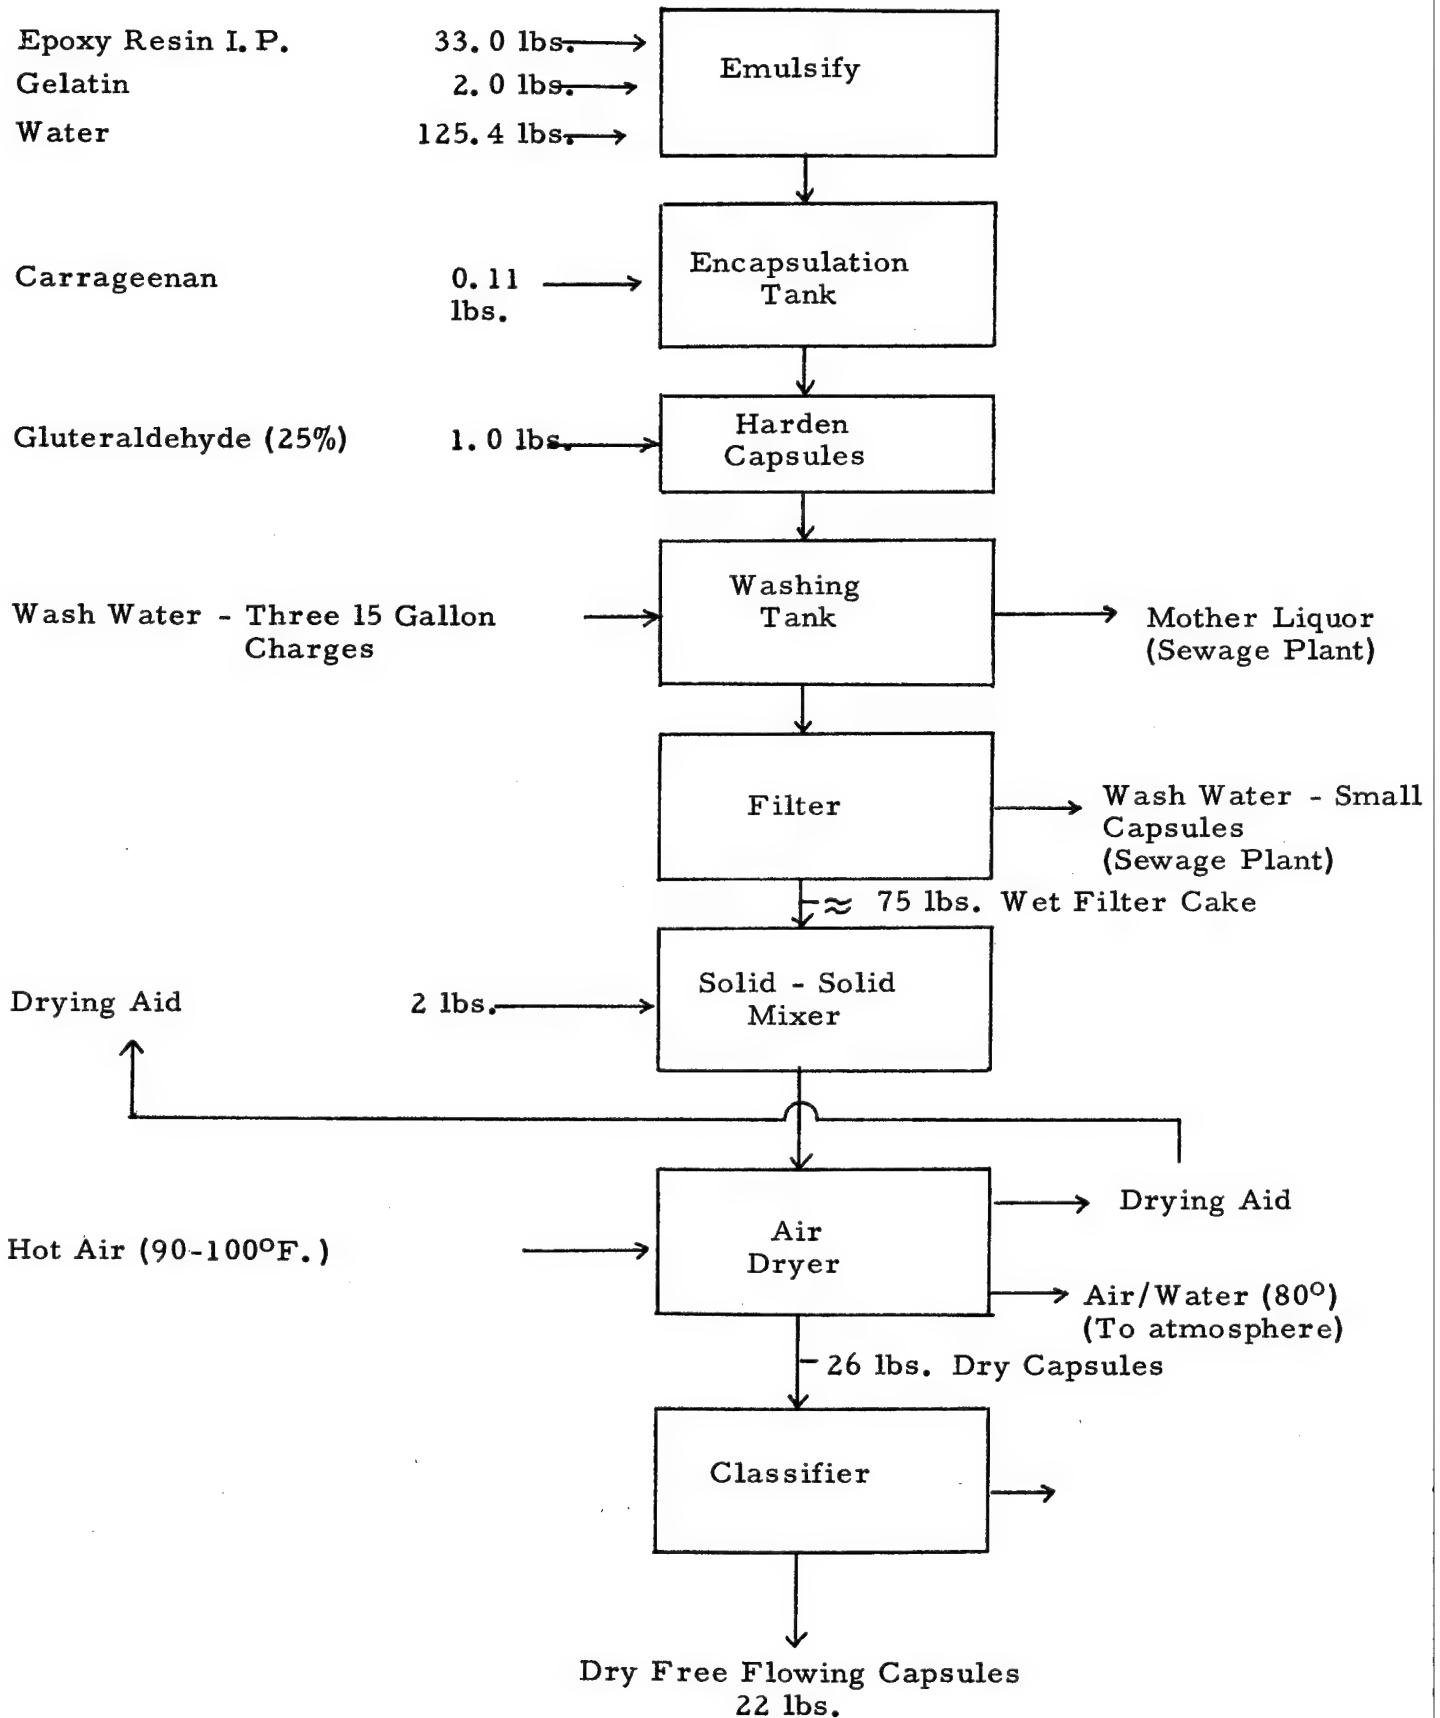 Epoxy Resin I.P. 33.0 lbs.
Emulsify
Gelatin 2.0 lbs.
Water 125.4 lbs.
Carrageenan 0.11
lbs.
Encapsulation
Tank
Gluteraldehyde (25%) 1.0 lbs.
Harden
Capsules
Wash Water - Three 15 Gallon
Charges
Washing
Tank
Mother Liquor
(Sewage Plant)
Filter
Wash Water - Small
Capsules
(Sewage Plant)
≈ 75 lbs. Wet Filter Cake
Drying Aid 2 lbs.
Solid - Solid
Mixer
Drying Aid
Hot Air (90-100°F.)
Air
Dryer
Air/Water (80°)
(To atmosphere)
26 lbs. Dry Capsules
Classifier
Dry Free Flowing Capsules
22 lbs.